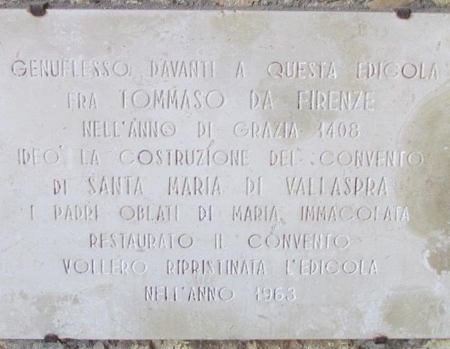 GENUFLESSO DAVANTI A QUESTA EDICOLA
FRA TOMMASO DA FIRENZE
NELL'ANNO DI GRAZIA 1408
IDEÒ LA COSTRUZIONE DEL CONVENTO
DI SANTA MARIA DI VALLASPRA
I PADRI OBLATI DI MARIA IMMACOLATA
RESTAURATO IL CONVENTO
VOLLERO RIPRISTINATA L'EDICOLA
NELL'ANNO 1963